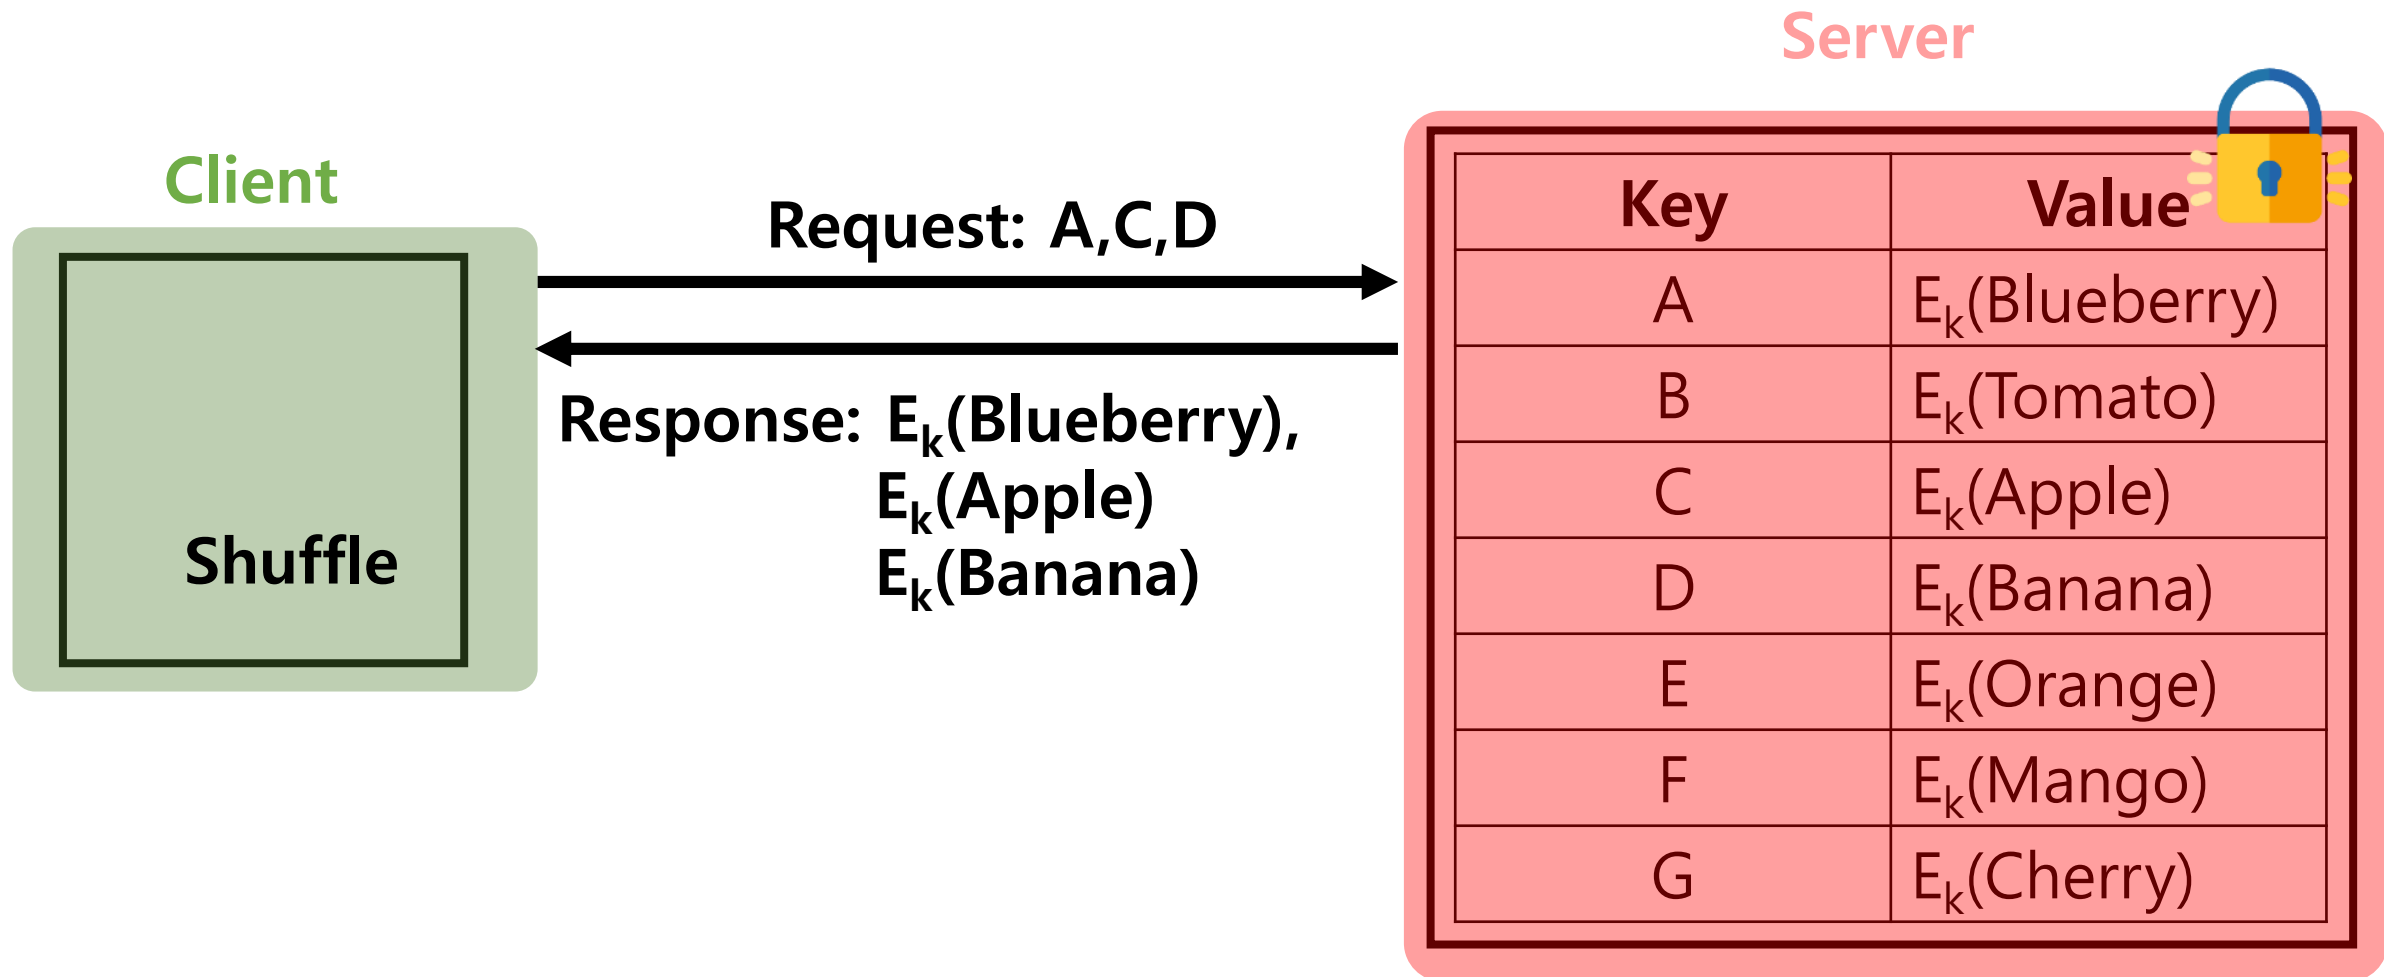 Server
Client
Request: A,C,D
Response: Ek(Blueberry),
Ek(Apple)
Ek(Banana)
Shuffle
Key Value
A Ek(Blueberry)
B Ek(Tomato)
C Ek(Apple)
D Ek(Banana)
E Ek(Orange)
F Ek(Mango)
G Ek(Cherry)